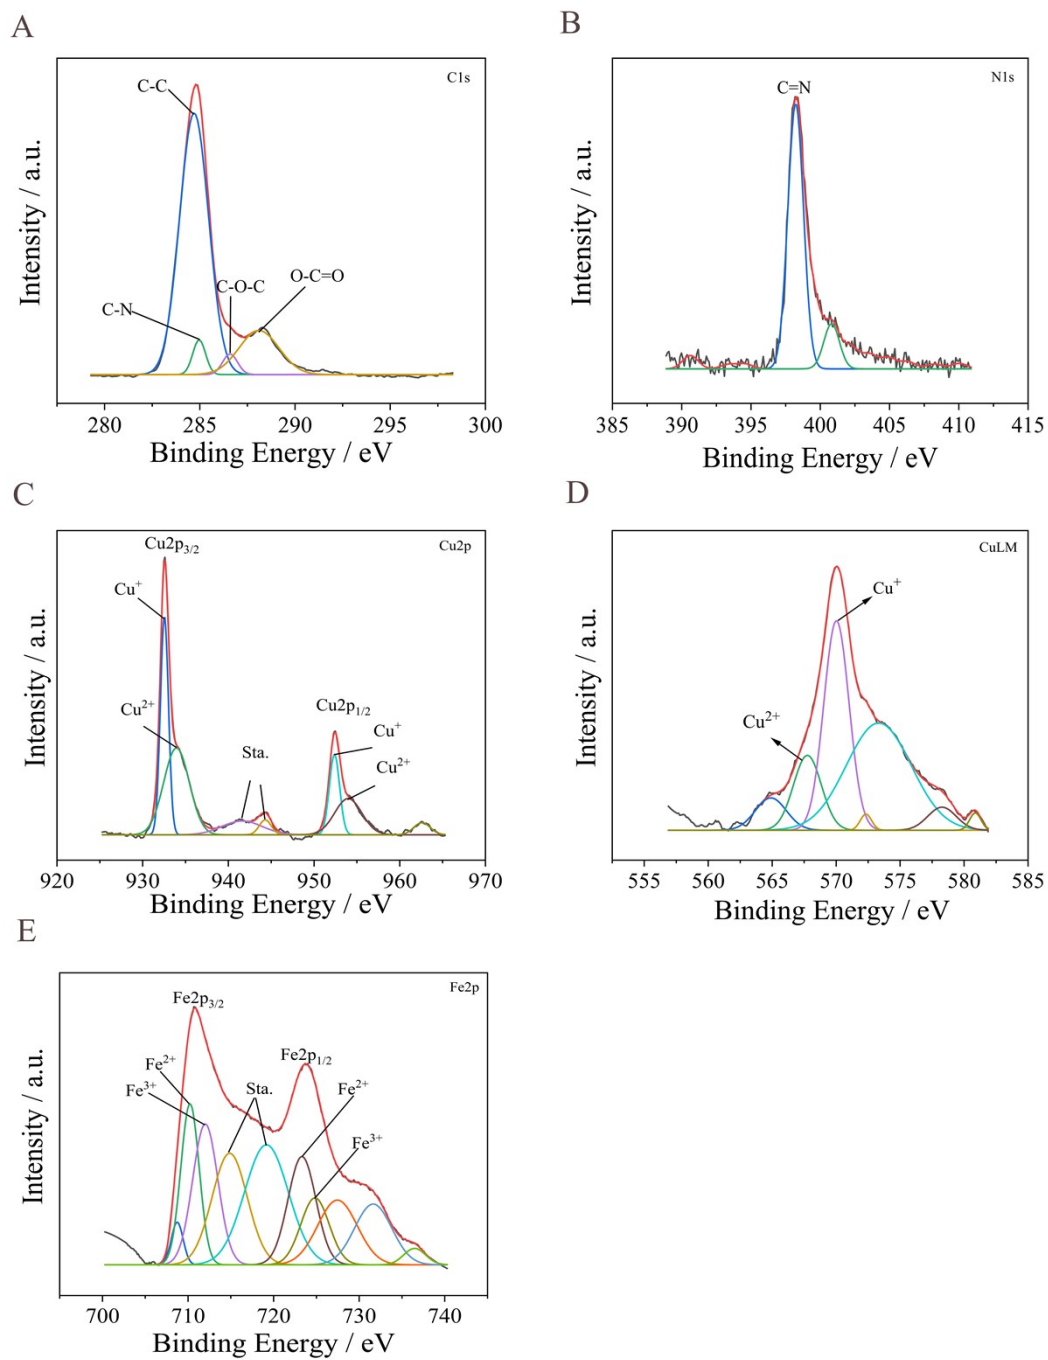 A
C1s
C-C
C-O-C
O-C=O
C-N
Intensity / a.u.
280 285 290 295 300
Binding Energy / eV
B
N1s
C=N
Intensity / a.u.
385 390 395 400 405 410 415
Binding Energy / eV
C
Cu2p
Cu2p3/2
Cu+
Cu2+
Sta.
Cu2p1/2
Cu+
Cu2+
Intensity / a.u.
920 930 940 950 960 970
Binding Energy / eV
D
CuLM
Cu+
Cu2+
Intensity / a.u.
555 560 565 570 575 580 585
Binding Energy / eV
E
Fe2p
Fe2p3/2
Fe2+
Fe3+
Sta.
Fe2p1/2
Fe2+
Fe3+
Intensity / a.u.
700 710 720 730 740
Binding Energy / eV